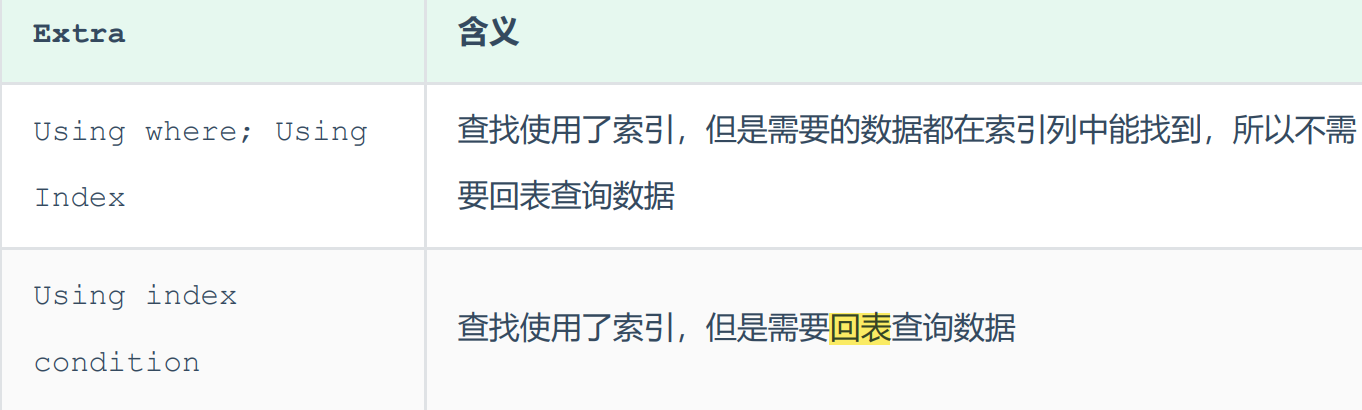 Extra
含义
Using where; Using
Index
查找使用了索引，但是需要的数据都在索引列中能找到，所以不需
要回表查询数据
Using index
condition
查找使用了索引，但是需要回表查询数据